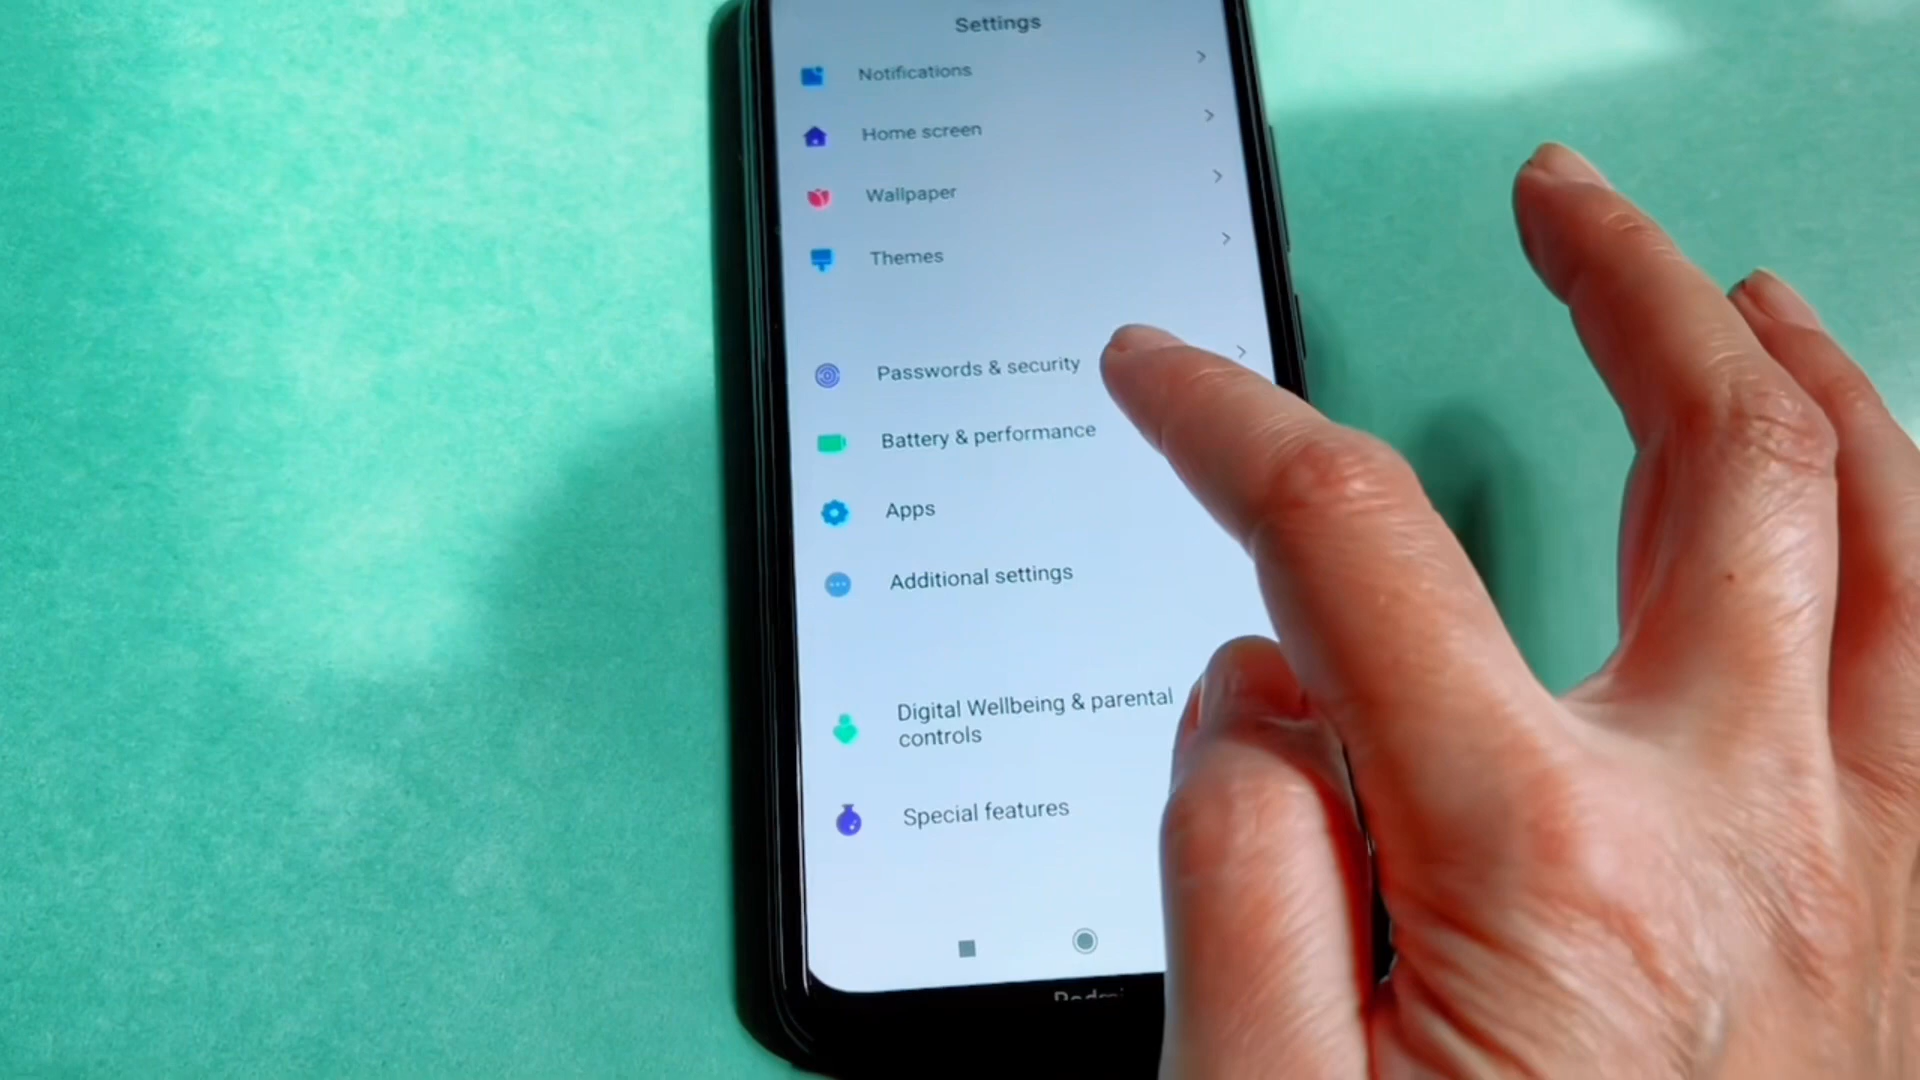 Settings
Notifications
Home screen
Wallpaper
Themes
Passwords & security
Battery & performance
Apps
Additional settings
Digital Wellbeing & parental
controls
Special features
Redmi